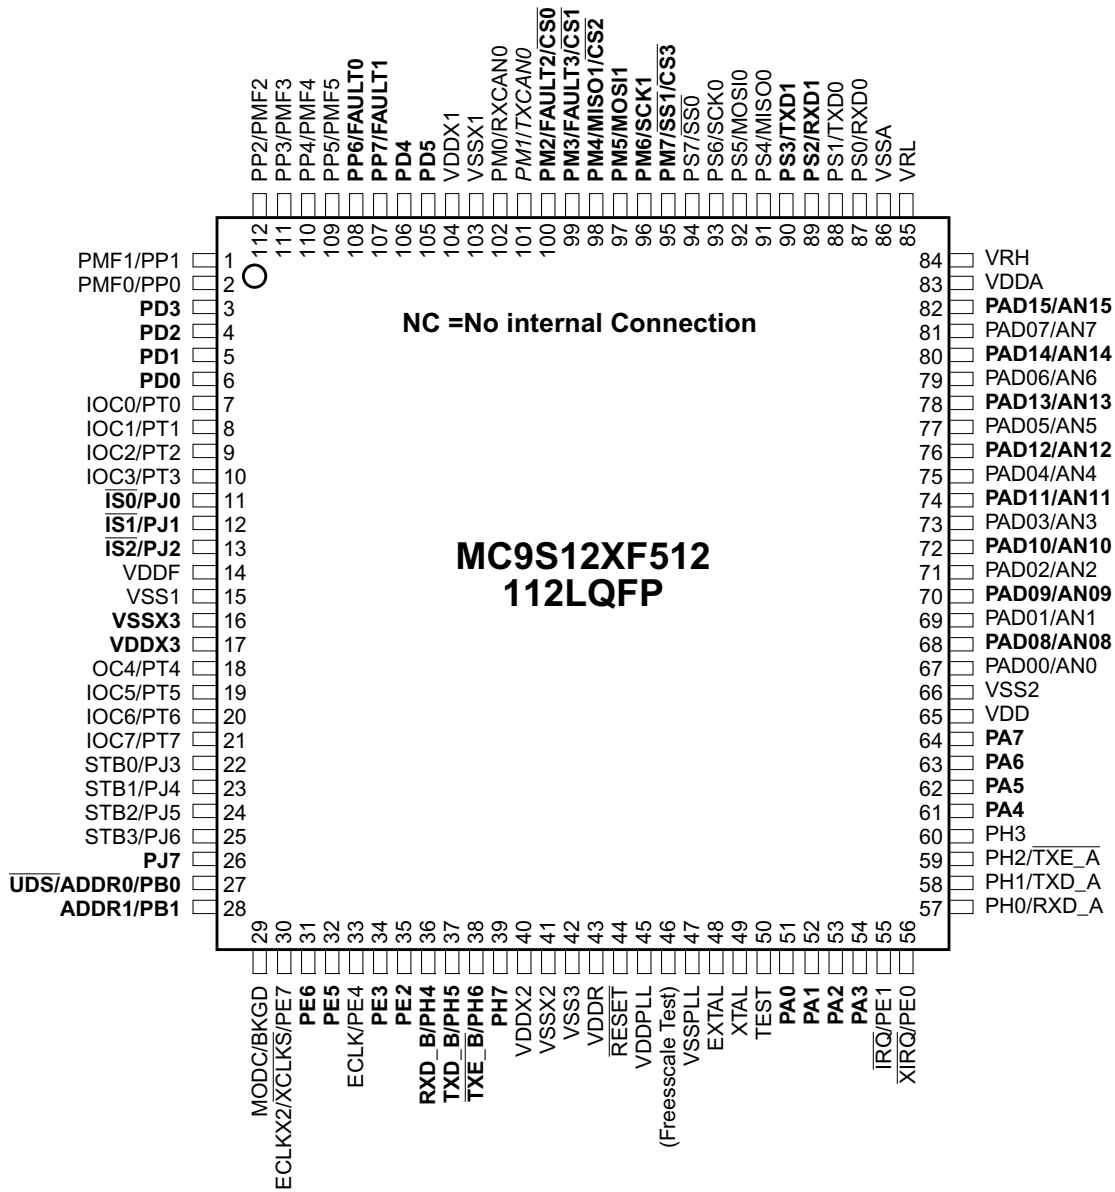 PP2/PMF2
PP3/PMF3
PP4/PMF4
PP5/PMF5
PP6/FAULT0
PP7/FAULT1
PD4
PD5
VDDX1
VSSX1
PM0/RXCAN0
PM1/TXCAN0
PM2/FAULT2/CS0
PM3/FAULT3/CS1
PM4/MISO1/CS2
PM5/MOSI1
PM6/SCK1
PM7/SS1/CS3
PS7/SS0
PS6/SCK0
PS5/MOSI0
PS4/MISO0
PS3/TXD1
PS2/RXD1
PS1/TXD0
PS0/RXD0
VSSA
VRL
112
111
110
109
108
107
106
105
104
103
102
101
100
99
98
97
96
95
94
93
92
91
90
89
88
87
86
85
PMF1/PP1 1
PMF0/PP0 2
PD3 3
PD2 4
PD1 5
PD0 6
IOC0/PT0 7
IOC1/PT1 8
IOC2/PT2 9
IOC3/PT3 10
IS0/PJ0 11
IS1/PJ1 12
IS2/PJ2 13
VDDF 14
VSS1 15
VSSX3 16
VDDX3 17
OC4/PT4 18
IOC5/PT5 19
IOC6/PT6 20
IOC7/PT7 21
STB0/PJ3 22
STB1/PJ4 23
STB2/PJ5 24
STB3/PJ6 25
PJ7 26
UDS/ADDR0/PB0 27
ADDR1/PB1 28
NC =No internal Connection
MC9S12XF512
112LQFP
84 VRH
83 VDDA
82 PAD15/AN15
81 PAD07/AN7
80 PAD14/AN14
79 PAD06/AN6
78 PAD13/AN13
77 PAD05/AN5
76 PAD12/AN12
75 PAD04/AN4
74 PAD11/AN11
73 PAD03/AN3
72 PAD10/AN10
71 PAD02/AN2
70 PAD09/AN09
69 PAD01/AN1
68 PAD08/AN08
67 PAD00/AN0
66 VSS2
65 VDD
64 PA7
63 PA6
62 PA5
61 PA4
60 PH3
59 PH2/TXE_A
58 PH1/TXD_A
57 PH0/RXD_A
29
30
31
32
33
34
35
36
37
38
39
40
41
42
43
44
45
46
47
48
49
50
51
52
53
54
55
56
MODC/BKGD
ECLKX2/XCLKS/PE7
PE6
PE5
ECLK/PE4
PE3
PE2
RXD_B/PH4
TXD_B/PH5
TXE_B/PH6
PH7
VDDX2
VSSX2
VSS3
VDDR
RESET
VDDPLL
(Freesscale Test)
VSSPLL
EXTAL
XTAL
TEST
PA0
PA1
PA2
PA3
IRQ/PE1
XIRQ/PE0